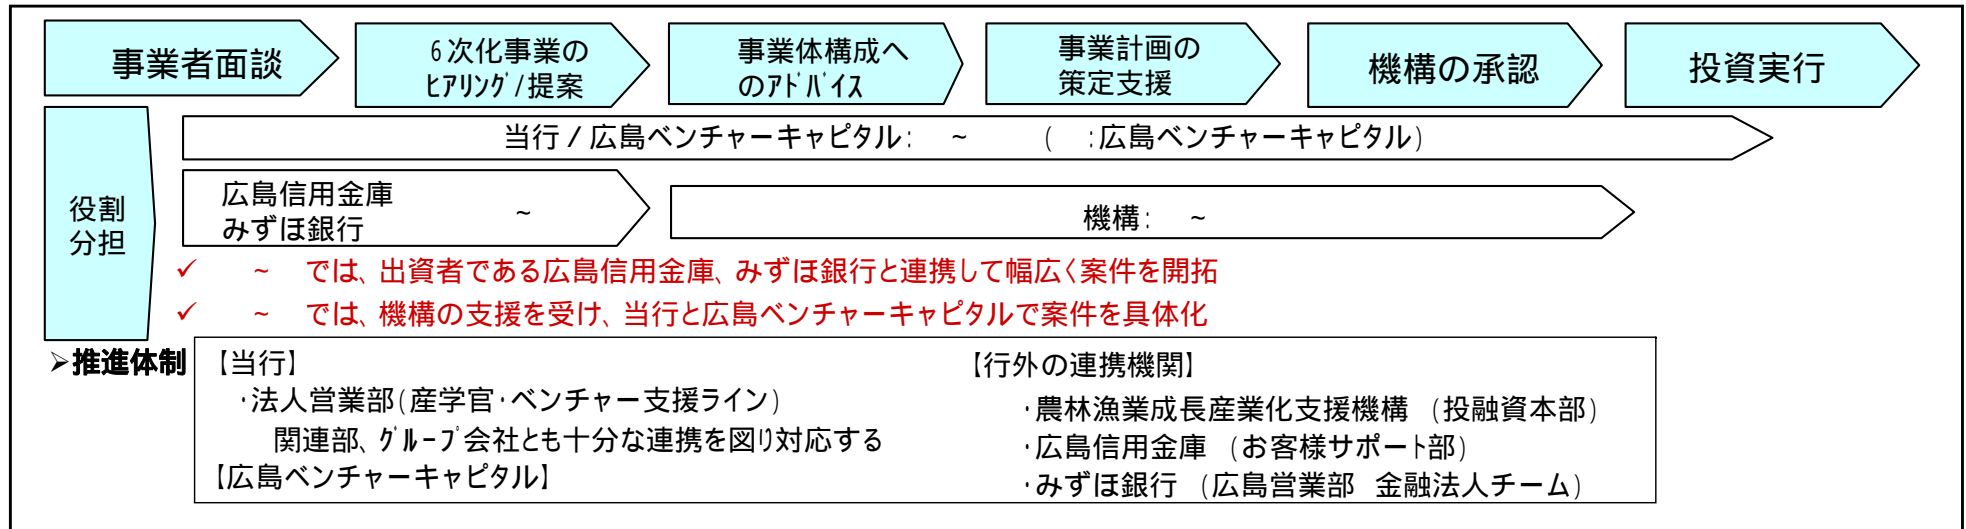 事業者面談
6次化事業の
ﾋｱﾘﾝｸﾞ/提案
事業体構成へ
のｱﾄﾞﾊﾞｲｽ
事業計画の
策定支援
機構の承認
投資実行
役割
分担
当行／広島ベンチャーキャピタル: ~ ( :広島ベンチャーキャピタル)
広島信用金庫
みずほ銀行 ~
機構: ~
✓ ~ では、出資者である広島信用金庫、みずほ銀行と連携して幅広く案件を開拓
✓ ~ では、機構の支援を受け、当行と広島ベンチャーキャピタルで案件を具体化
➢推進体制
【当行】
・法人営業部(産学官・ベンチャー支援ライン)
関連部、ｸﾞﾙｰﾌﾟ会社とも十分な連携を図り対応する
【広島ベンチャーキャピタル】
【行外の連携機関】
・農林漁業成長産業化支援機構 (投融資本部)
・広島信用金庫 (お客様サポート部)
・みずほ銀行 (広島営業部 金融法人チーム)